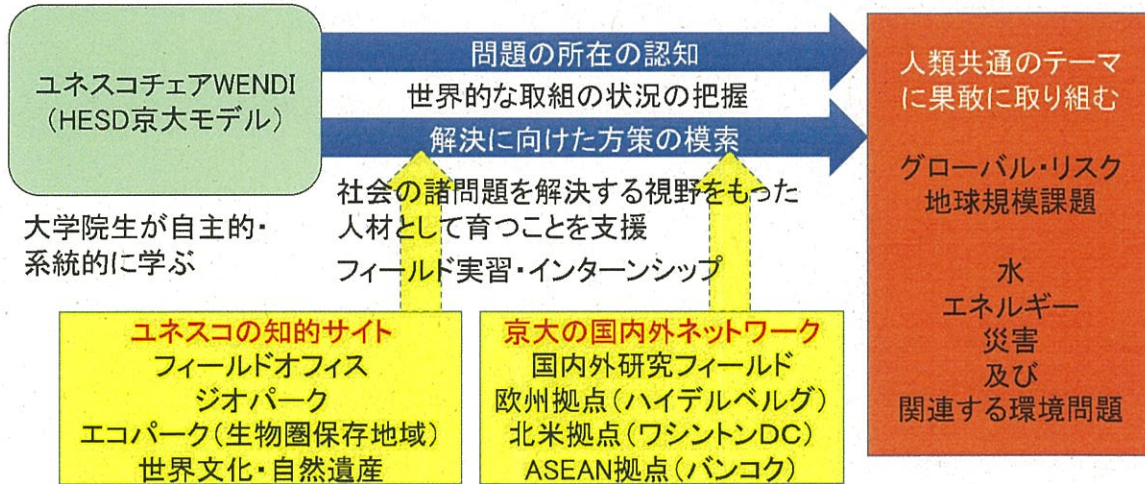 ユネスコチェアWENDI
(HESD京大モデル)
大学院生が自主的・
系統的に学ぶ
問題の所在の認知
世界的な取組の状況の把握
解決に向けた方策の模索
社会の諸問題を解決する視野をもった
人材として育つことを支援
フィールド実習・インターンシップ
ユネスコの知的サイト
フィールドオフィス
ジオパーク
エコパーク(生物圏保存地域)
世界文化・自然遺産
京大の国内外ネットワーク
国内外研究フィールド
欧州拠点(ハイデルベルグ)
北米拠点(ワシントンDC)
ASEAN拠点(バンコク)
人類共通のテーマ
に果敢に取り組む
グローバル・リスク
地球規模課題
水
エネルギー
災害
及び
関連する環境問題